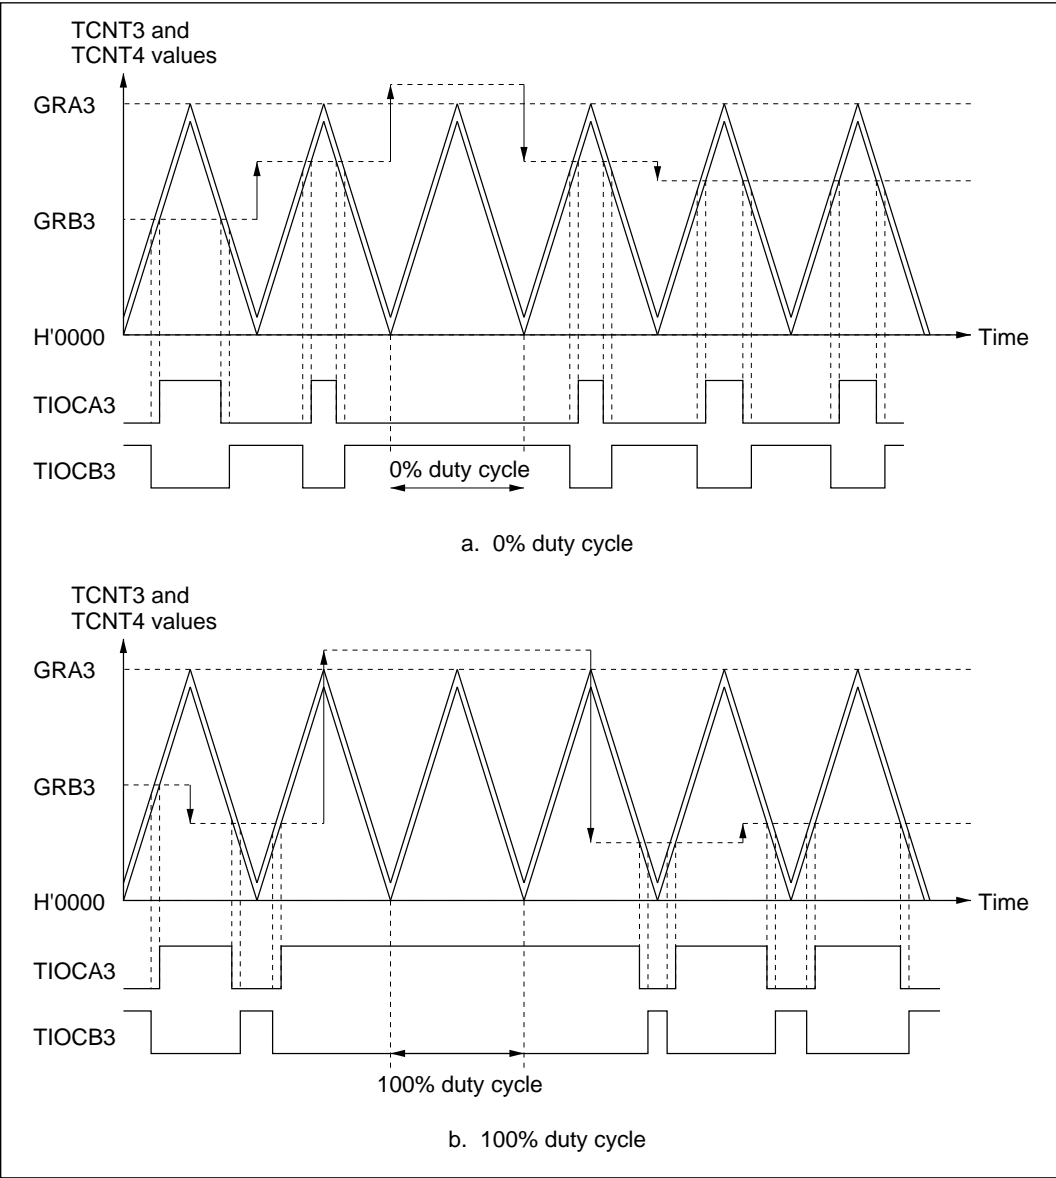 TCNT3 and
TCNT4 values
GRA3
GRB3
H'0000
Time
TIOCA3
TIOCB3
0% duty cycle
a. 0% duty cycle
TCNT3 and
TCNT4 values
GRA3
GRB3
H'0000
Time
TIOCA3
TIOCB3
100% duty cycle
b. 100% duty cycle